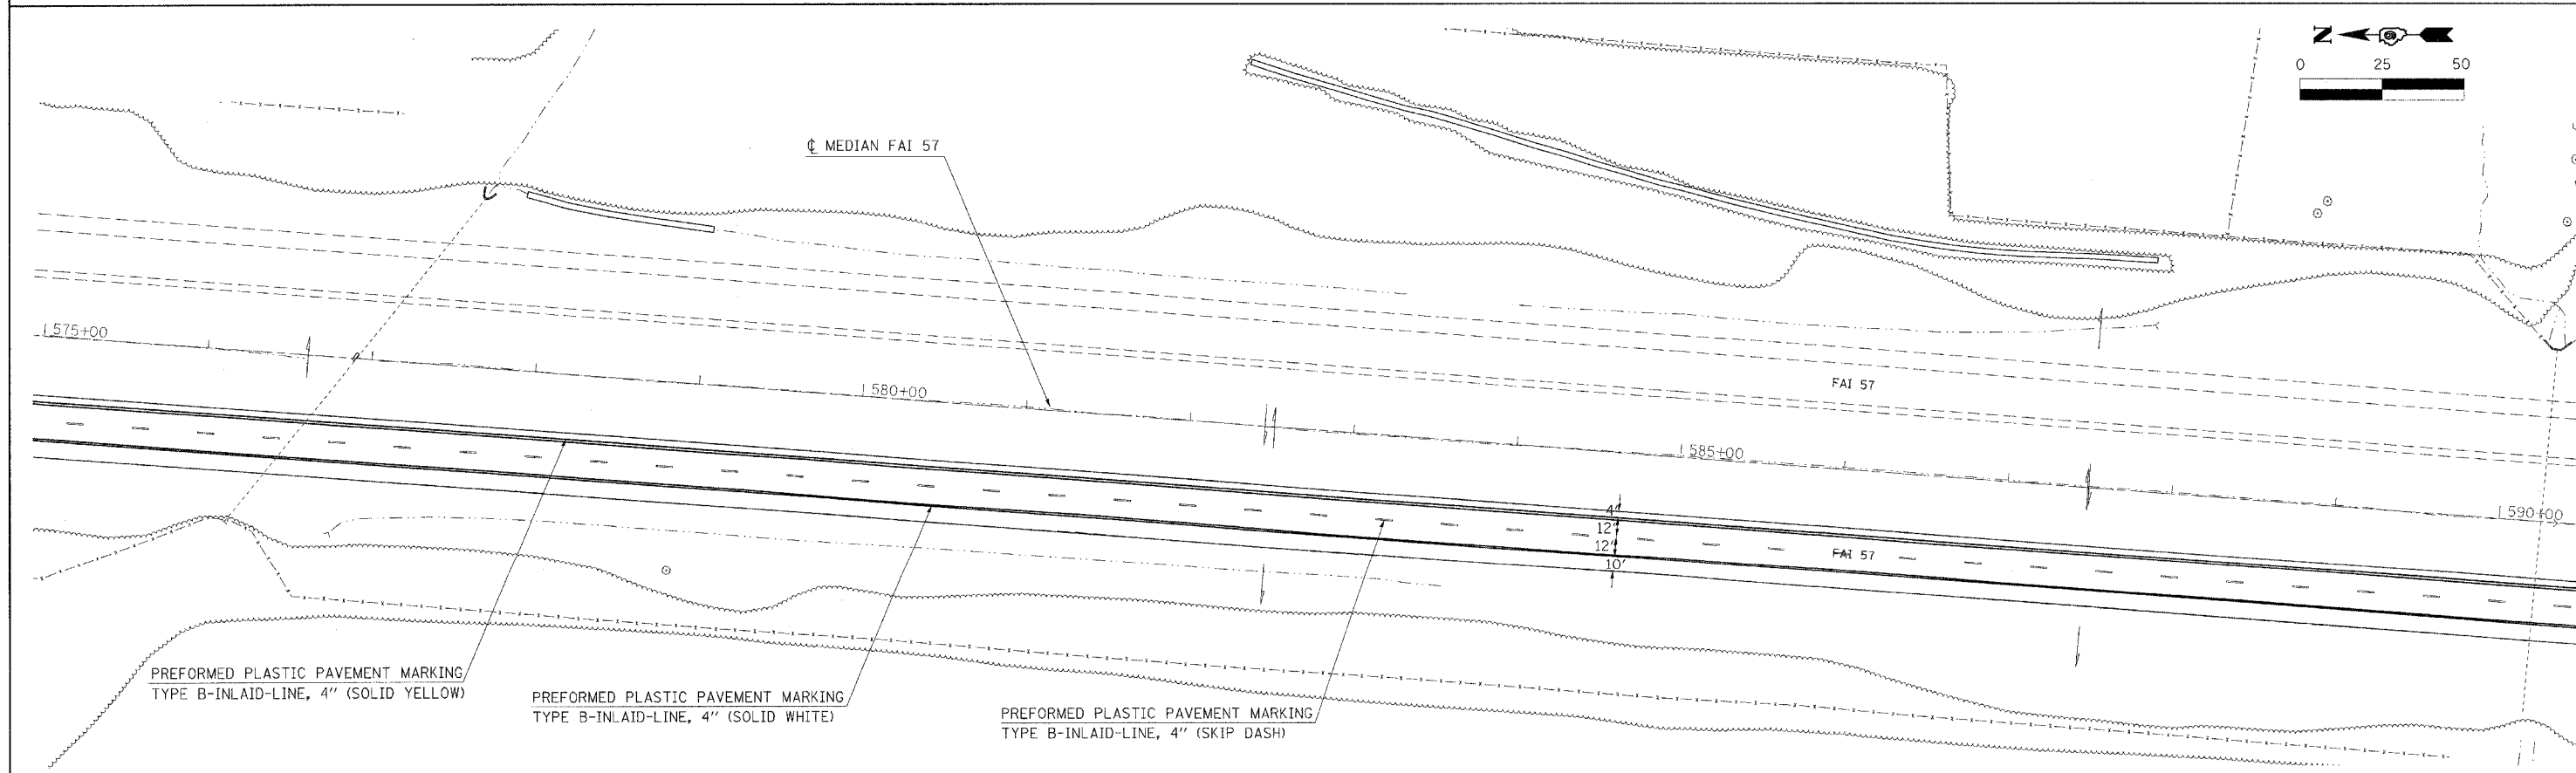 N
0 25 50
℄ MEDIAN FAI 57
575+00
580+00
FAI 57
585+00
590+00
4'
12'
12'
10'
FAI 57
PREFORMED PLASTIC PAVEMENT MARKING
TYPE B-INLAID-LINE, 4" (SOLID YELLOW)
PREFORMED PLASTIC PAVEMENT MARKING
TYPE B-INLAID-LINE, 4" (SOLID WHITE)
PREFORMED PLASTIC PAVEMENT MARKING
TYPE B-INLAID-LINE, 4" (SKIP DASH)